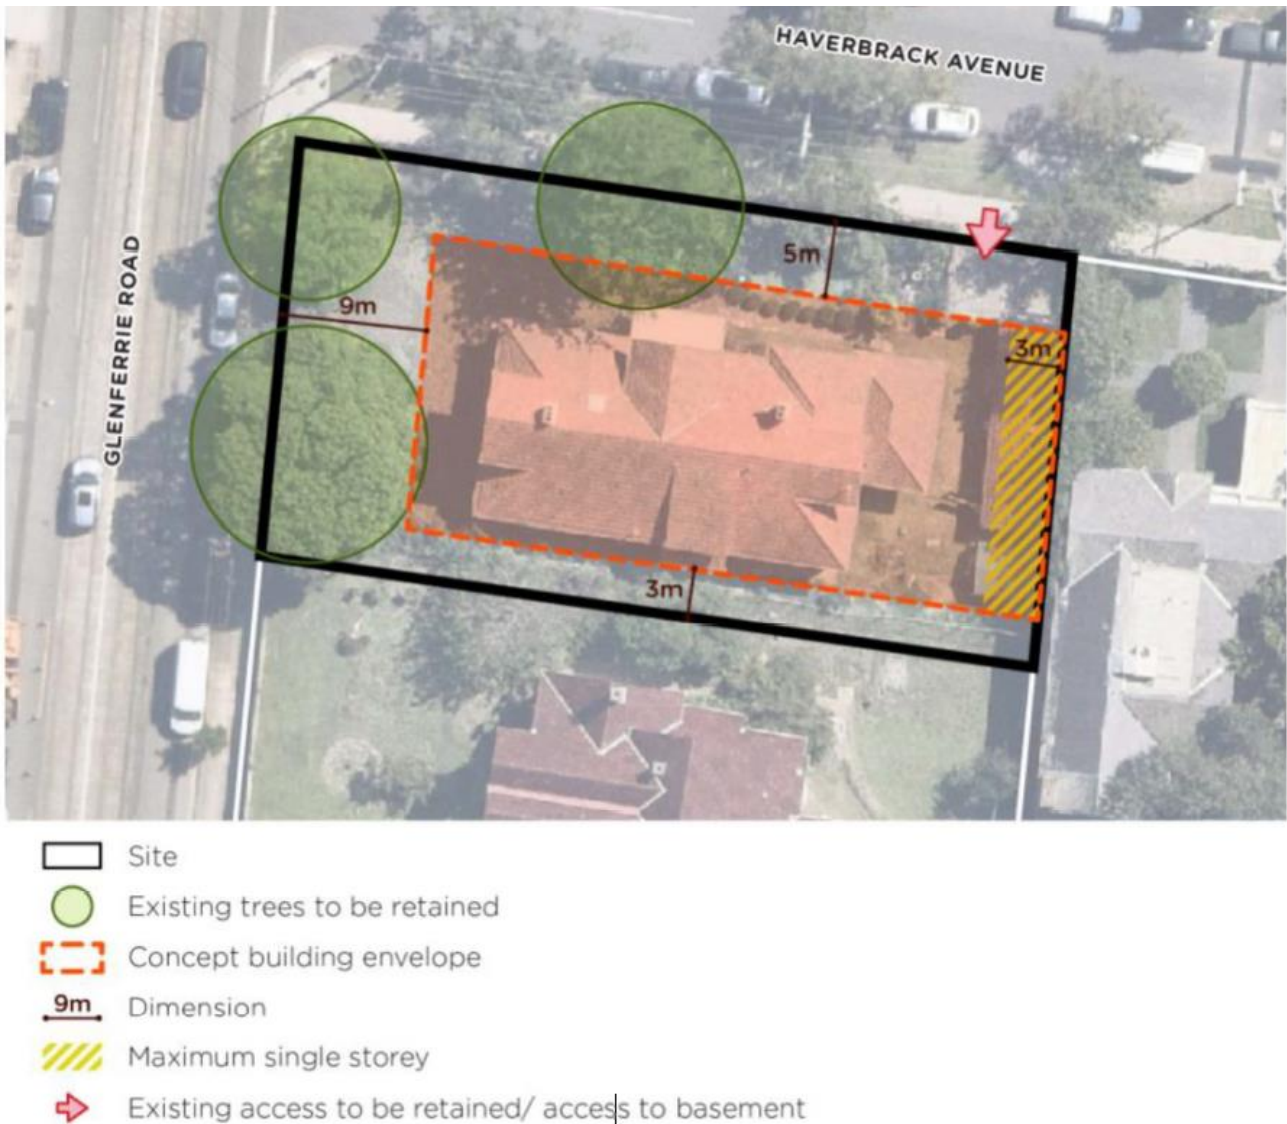 HAVERBRACK AVENUE
GLENFERRIE ROAD
5m
9m
3m
3m
Site
Existing trees to be retained
Concept building envelope
9m Dimension
Maximum single storey
Existing access to be retained/ access to basement